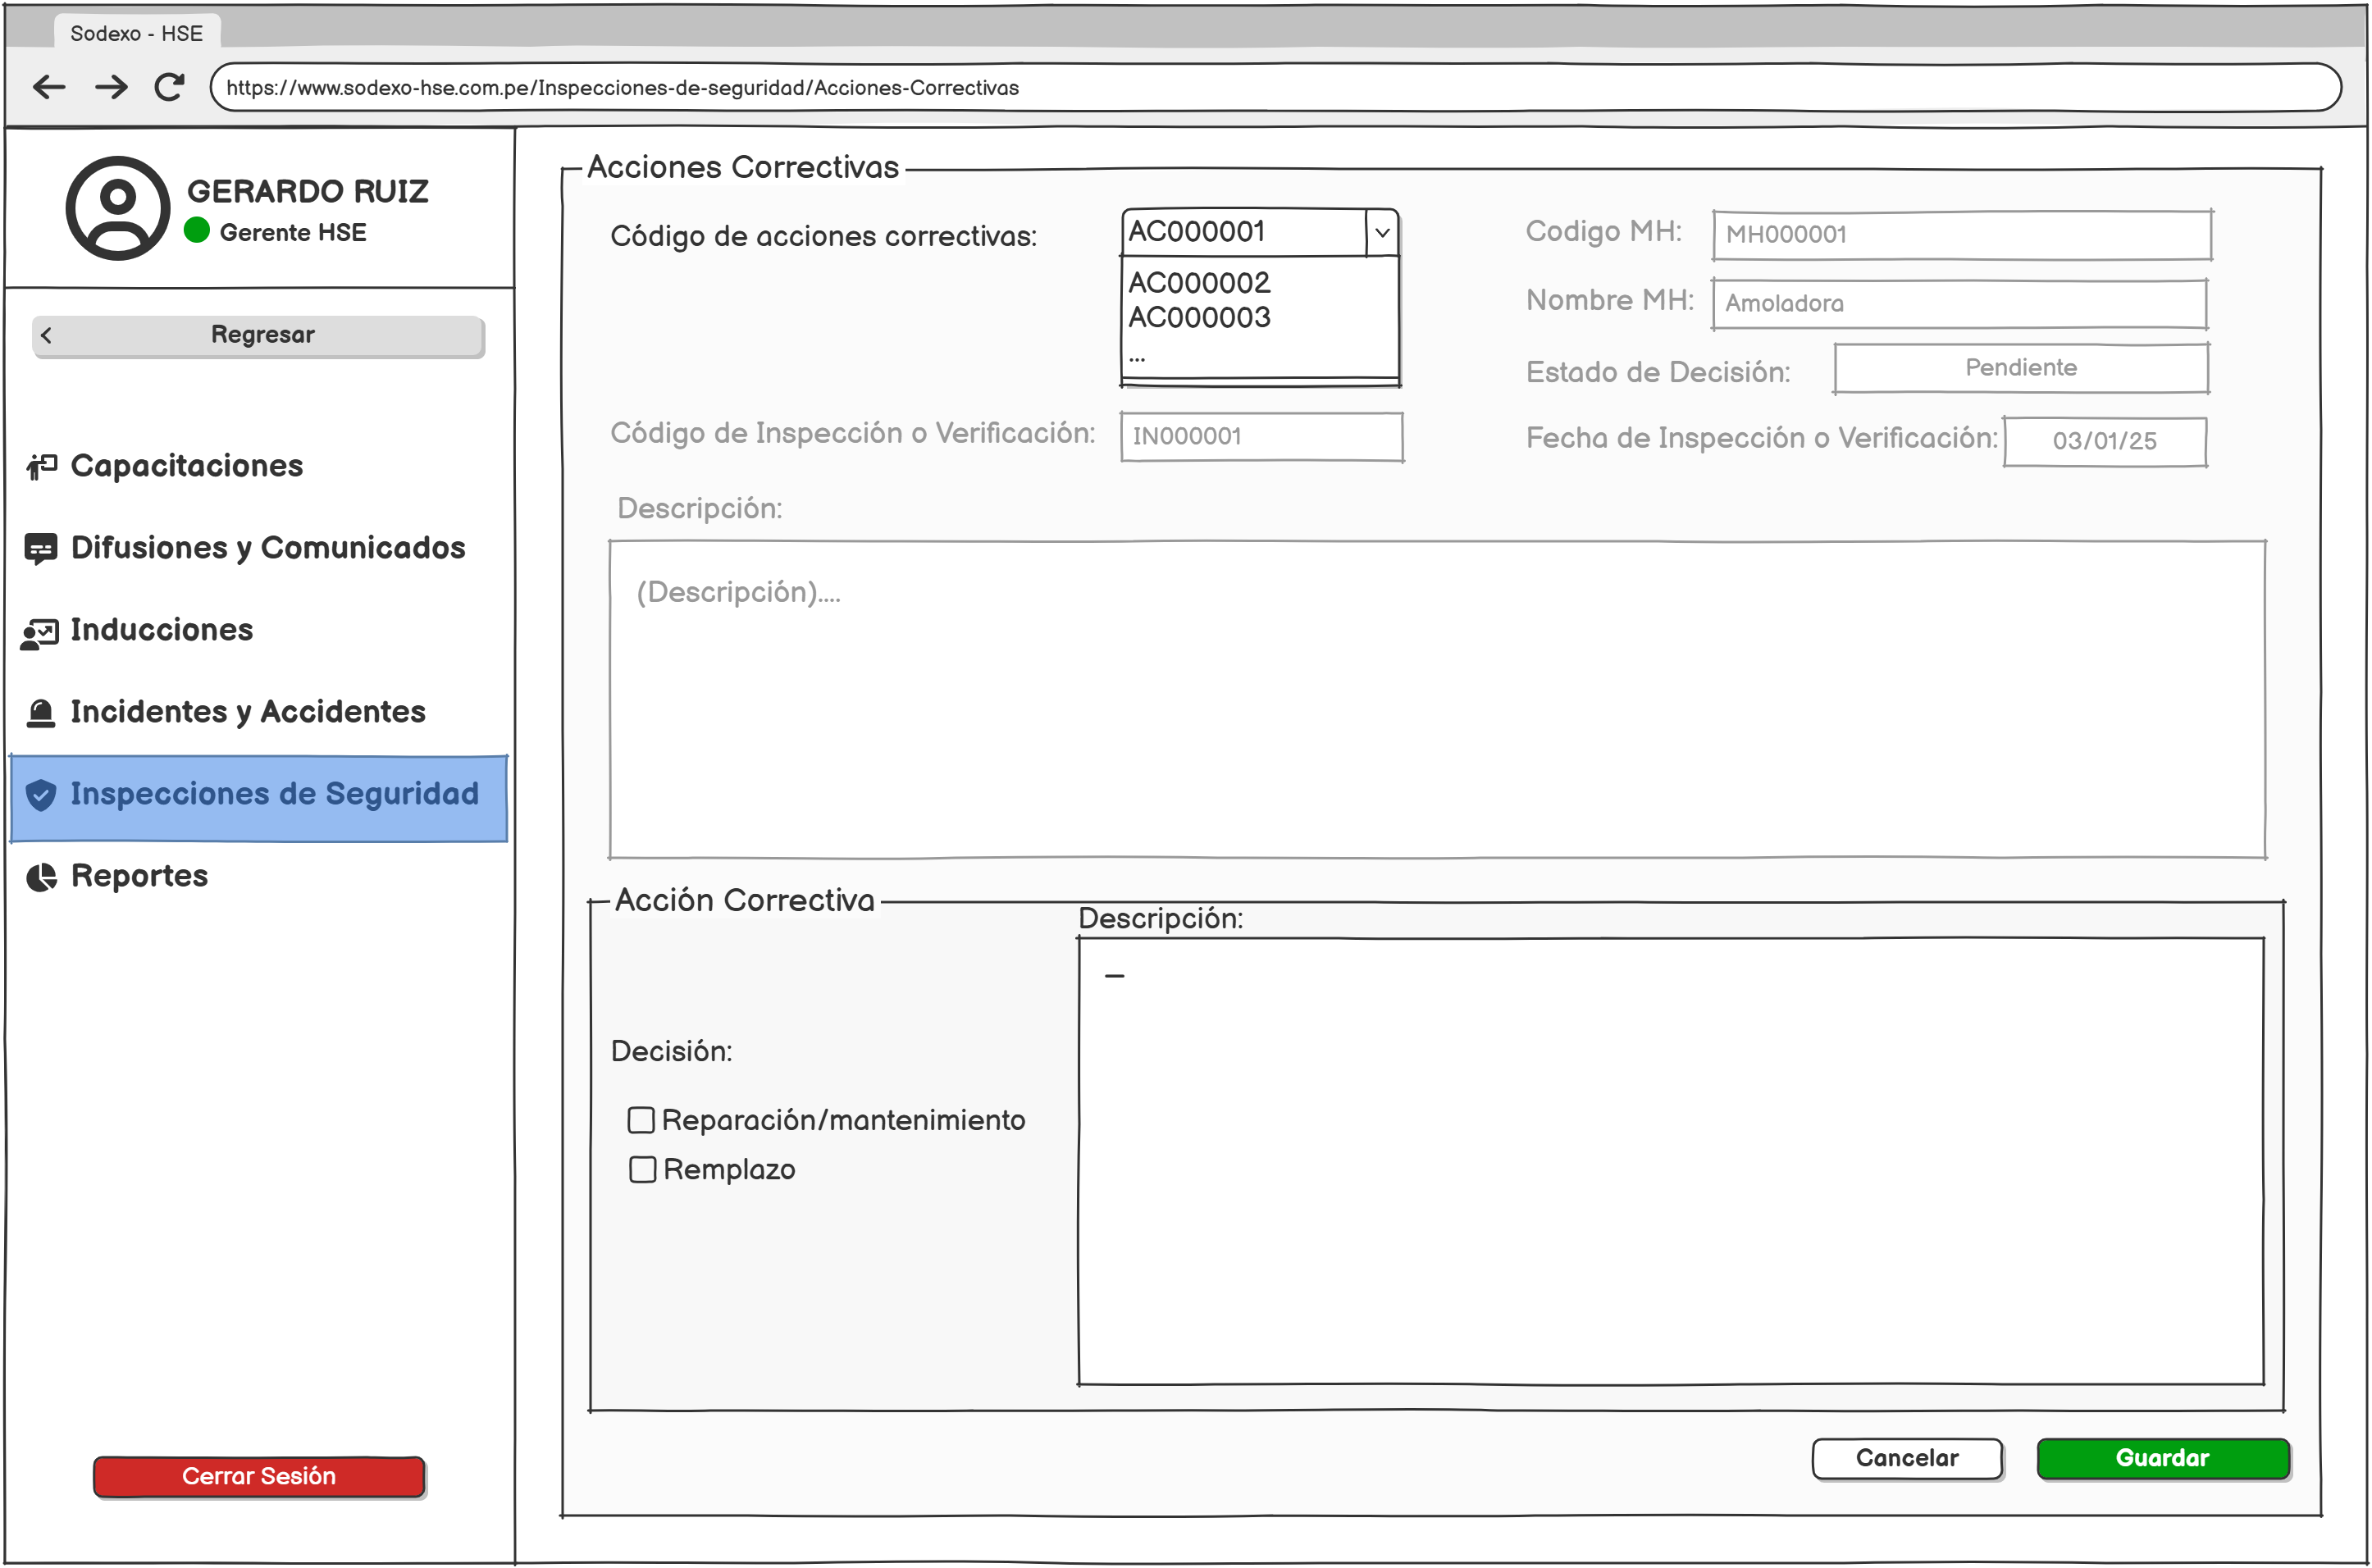 Sodexo - HSE
https://www.sodexo-hse.com.pe/Inspecciones-de-seguridad/Acciones-Correctivas
GERARDO RUIZ
Gerente HSE
Regresar
Capacitaciones
Difusiones y Comunicados
Inducciones
Incidentes y Accidentes
Inspecciones de Seguridad
Reportes
Cerrar Sesión
Acciones Correctivas
Código de acciones correctivas:
AC000001
AC000002
AC000003
...
Codigo MH:
MH000001
Nombre MH:
Amoladora
Estado de Decisión:
Pendiente
Código de Inspección o Verificación:
IN000001
Fecha de Inspección o Verificación:
03/01/25
Descripción:
(Descripción)....
Acción Correctiva
Decisión:
Reparación/mantenimiento
Remplazo
Descripción:
_
Cancelar
Guardar